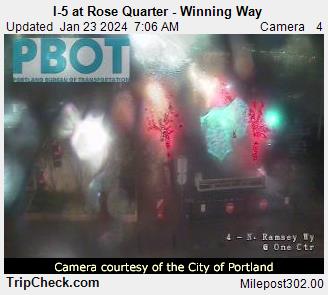 I-5 at Rose Quarter - Winning Way
Updated Jan 23 2024 7:06 AM Camera 4
PBOT
PORTLAND BUREAU OF TRANSPORTATION
4 - N. Ramsey Wy
@ One Ctr
Camera courtesy of the City of Portland
TripCheck.com Milepost302.00